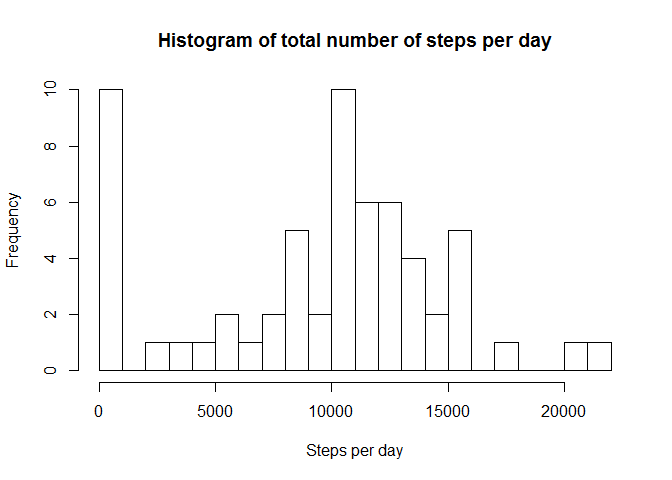 Histogram of total number of steps per day
Frequency
10
8
6
4
2
0
0 5000 10000 15000 20000
Steps per day